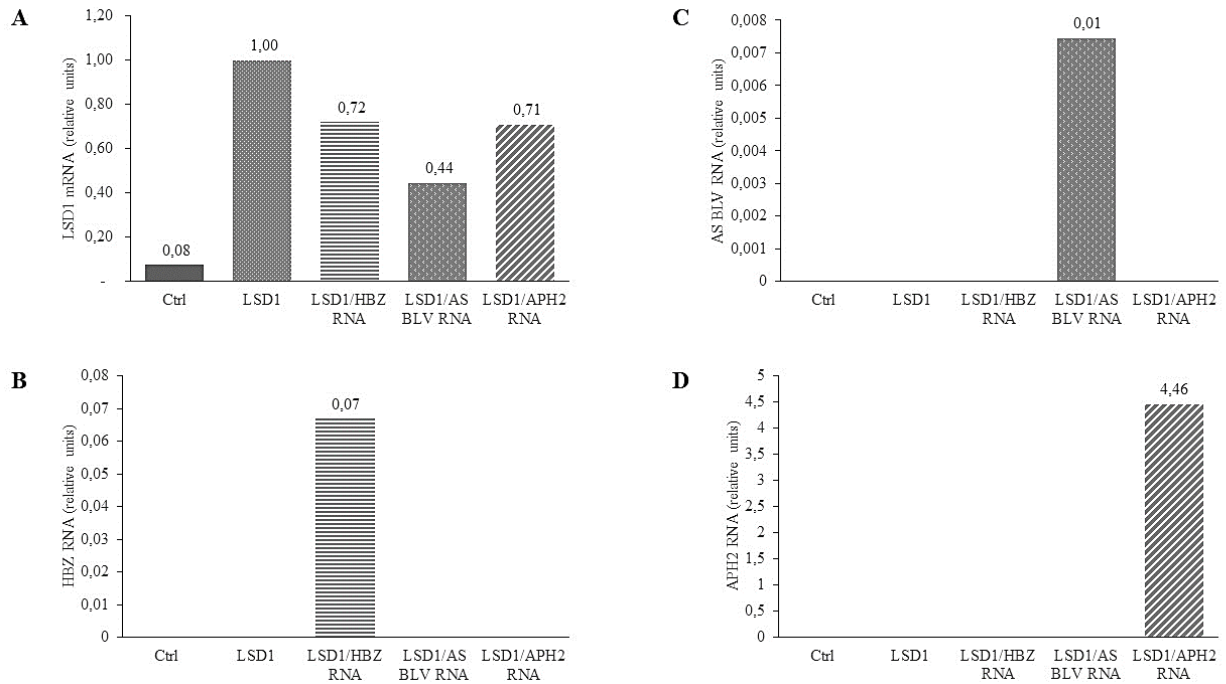 A
LSD1 mRNA (relative units)
1,20
1,00
0,80
0,60
0,40
0,20
-
0,08
1,00
0,72
0,44
0,71
Ctrl
LSD1
LSD1/HBZ
RNA
LSD1/AS
BLV RNA
LSD1/APH2
RNA
C
AS BLV RNA (relative units)
0,008
0,007
0,006
0,005
0,004
0,003
0,002
0,001
0
0,01
Ctrl
LSD1
LSD1/HBZ
RNA
LSD1/AS
BLV RNA
LSD1/APH2
RNA
B
HBZ RNA (relative units)
0,08
0,07
0,06
0,05
0,04
0,03
0,02
0,01
0
0,07
Ctrl
LSD1
LSD1/HBZ
RNA
LSD1/AS
BLV RNA
LSD1/APH2
RNA
D
APH2 RNA (relative units)
5
4,5
4
3,5
3
2,5
2
1,5
1
0,5
0
4,46
Ctrl
LSD1
LSD1/HBZ
RNA
LSD1/AS
BLV RNA
LSD1/APH2
RNA